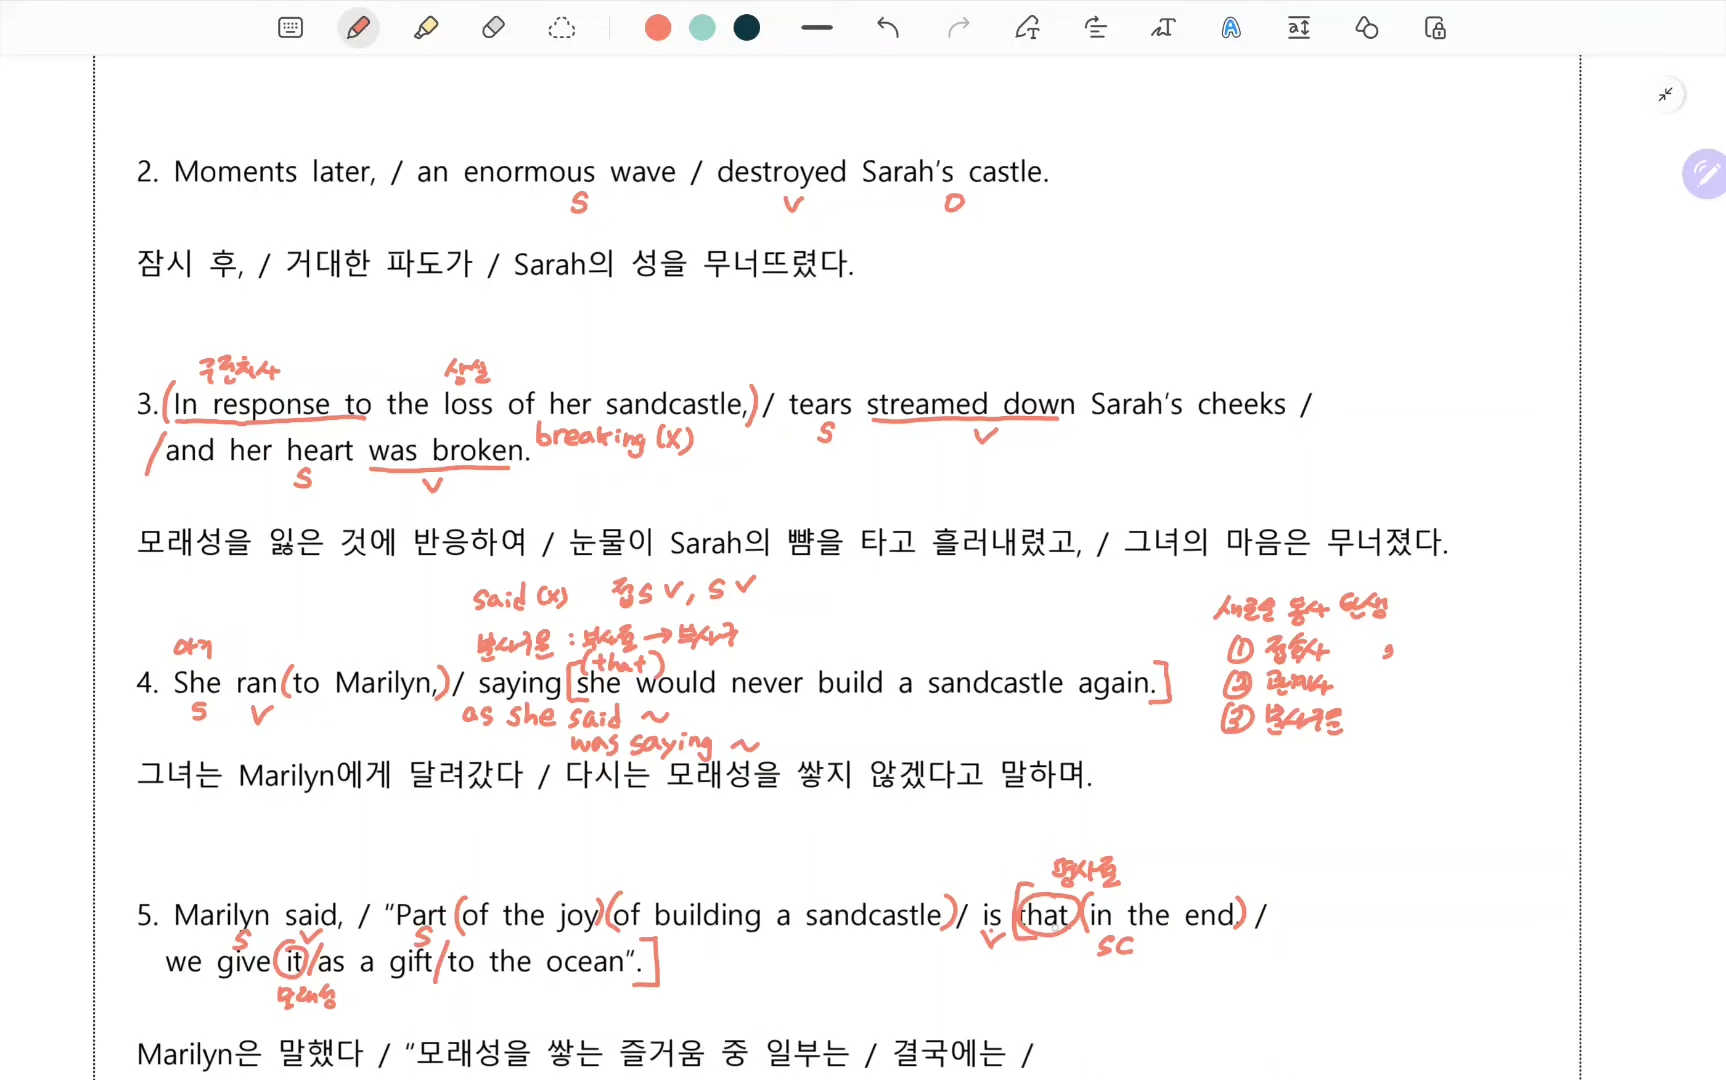 2. Moments later, / an enormous wave / destroyed Sarah's castle.
S V O
잠시 후, / 거대한 파도가 / Sarah의 성을 무너뜨렸다.
구전치사 상실
3. (In response to the loss of her sandcastle,) / tears streamed down Sarah's cheeks /
breaking (X) S V
/ and her heart was broken.
S V
모래성을 잃은 것에 반응하여 / 눈물이 Sarah의 뺨을 타고 흘러내렸고, / 그녀의 마음은 무너졌다.
said (x) 접 S V, S V
새로운 동사 탄생
아기 분사구문 : 부사절 → 부사구
① 접속사 ,
(that)
4. She ran (to Marilyn,) / saying [she would never build a sandcastle again.]
② 관계사
S V as she said ~
③ 분사구문
was saying ~
그녀는 Marilyn에게 달려갔다 / 다시는 모래성을 쌓지 않겠다고 말하며.
명사절
5. Marilyn said, / “Part (of the joy) (of building a sandcastle) / is [that (in the end,) /
S V S V SC
we give it / as a gift / to the ocean”.]
모래성
Marilyn은 말했다 / “모래성을 쌓는 즐거움 중 일부는 / 결국에는 /